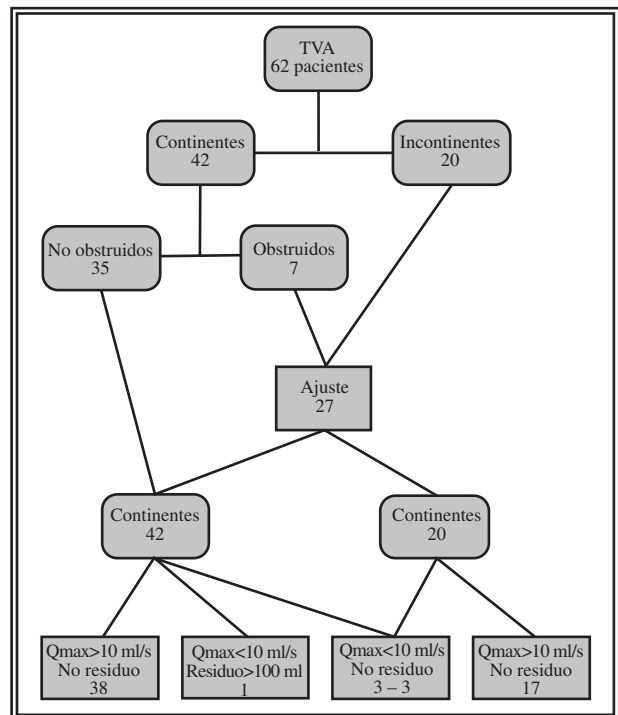 TVA
62 pacientes
Continentes
42
Incontinentes
20
No obstruidos
35
Obstruidos
7
Ajuste
27
Continentes
42
Continentes
20
Qmax>10 ml/s
No residuo
38
Qmax<10 ml/s
Residuo>100 ml
1
Qmax<10 ml/s
No residuo
3 – 3
Qmax>10 ml/s
No residuo
17